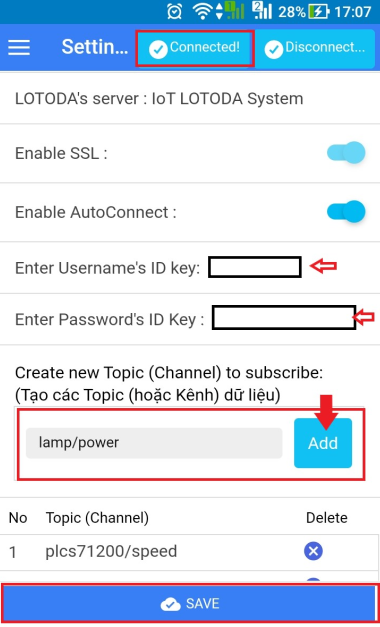 1 2 28% 17:07
Settin... Connected! Disconnect...
LOTODA's server : IoT LOTODA System
Enable SSL :
Enable AutoConnect :
Enter Username's ID key:
Enter Password's ID Key :
Create new Topic (Channel) to subscribe:
(Tạo các Topic (hoặc Kênh) dữ liệu)
lamp/power Add
No Topic (Channel) Delete
1 plcs71200/speed
SAVE